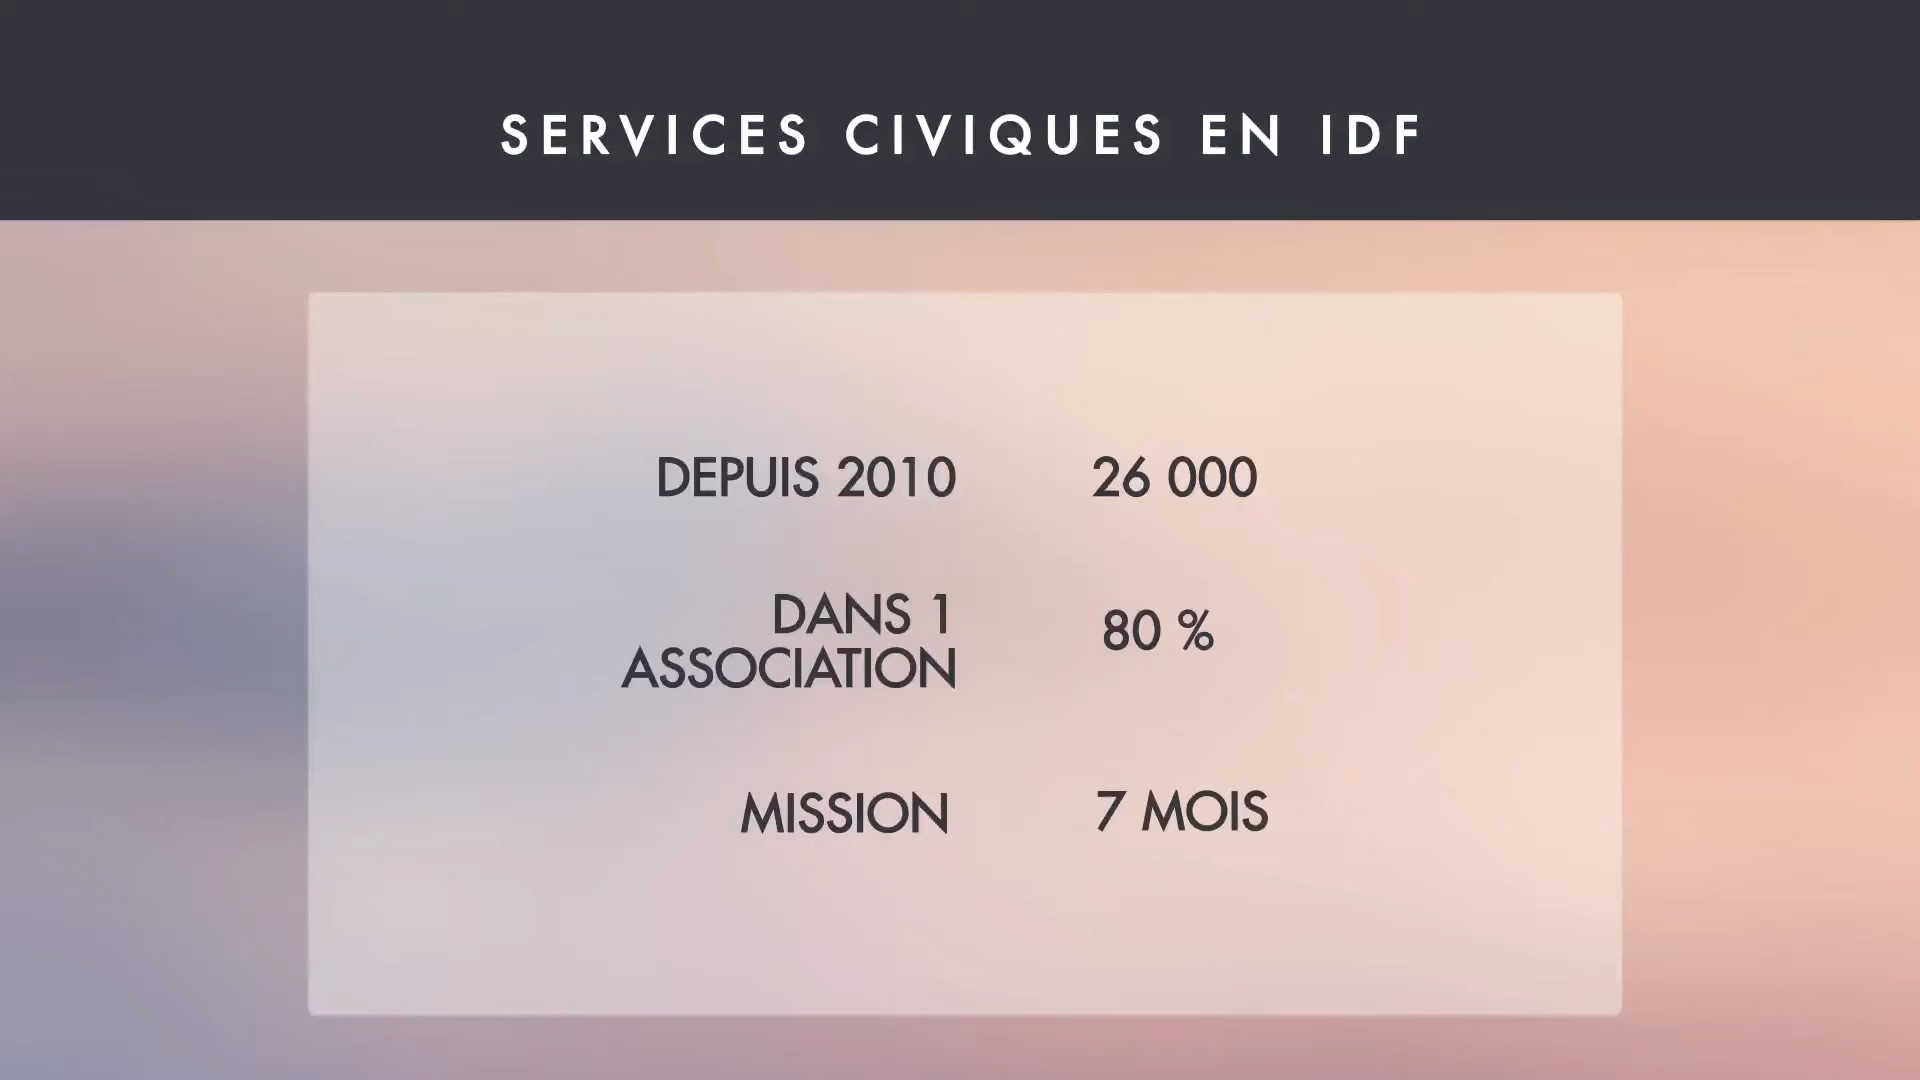 SERVICES CIVIQUES EN IDF
DEPUIS 2010 26 000
DANS 1
ASSOCIATION
80 %
MISSION 7 MOIS